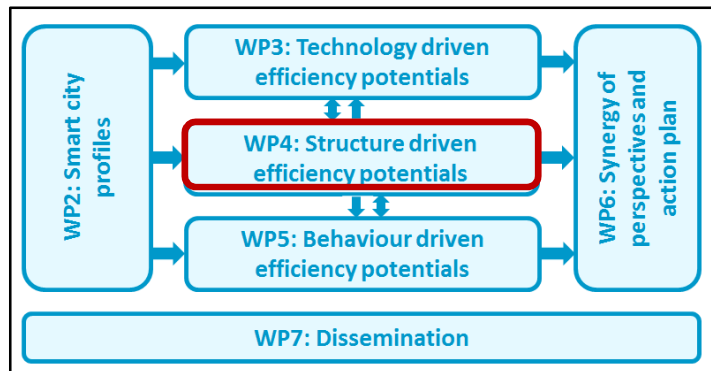 WP2: Smart city
profiles
WP3: Technology driven
efficiency potentials
WP4: Structure driven
efficiency potentials
WP5: Behaviour driven
efficiency potentials
WP6: Synergy of
perspectives and
action plan
WP7: Dissemination